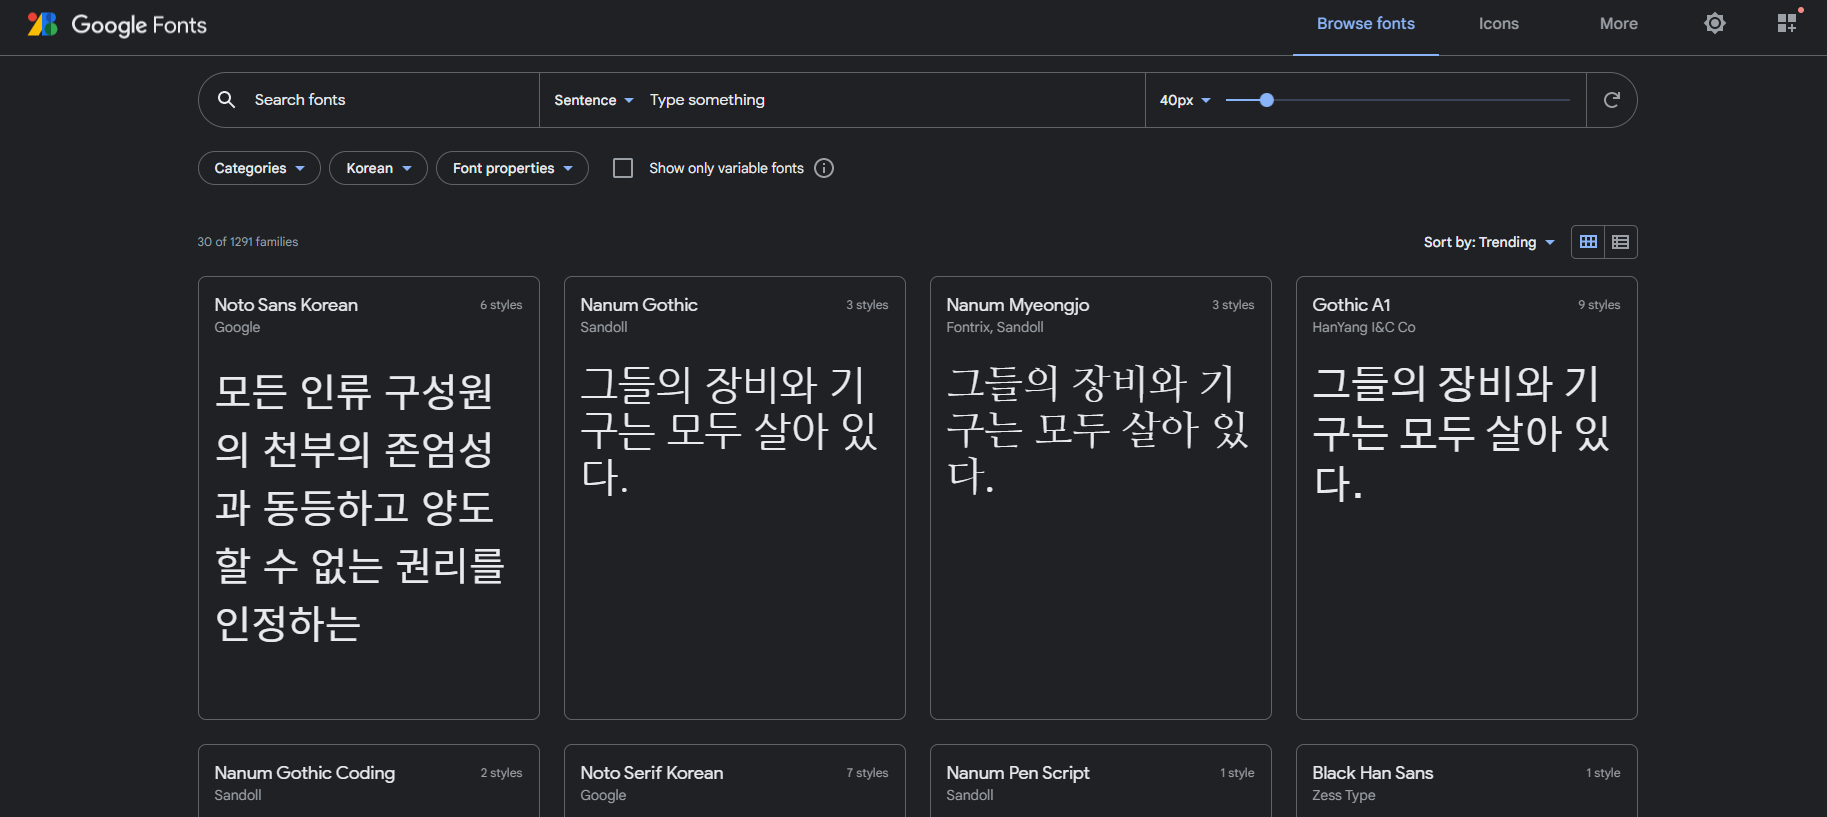 Google Fonts
Browse fonts
Icons
More
Search fonts
Sentence
Type something
40px
Categories
Korean
Font properties
Show only variable fonts
30 of 1291 families
Sort by: Trending
Noto Sans Korean
6 styles
Google
모든 인류 구성원
의 천부의 존엄성
과 동등하고 양도
할 수 없는 권리를
인정하는
Nanum Gothic
3 styles
Sandoll
그들의 장비와 기
구는 모두 살아 있
다.
Nanum Myeongjo
3 styles
Fontrix, Sandoll
그들의 장비와 기
구는 모두 살아 있
다.
Gothic A1
9 styles
HanYang I&C Co
그들의 장비와 기
구는 모두 살아 있
다.
Nanum Gothic Coding
2 styles
Sandoll
Noto Serif Korean
7 styles
Google
Nanum Pen Script
1 style
Sandoll
Black Han Sans
1 style
Zess Type